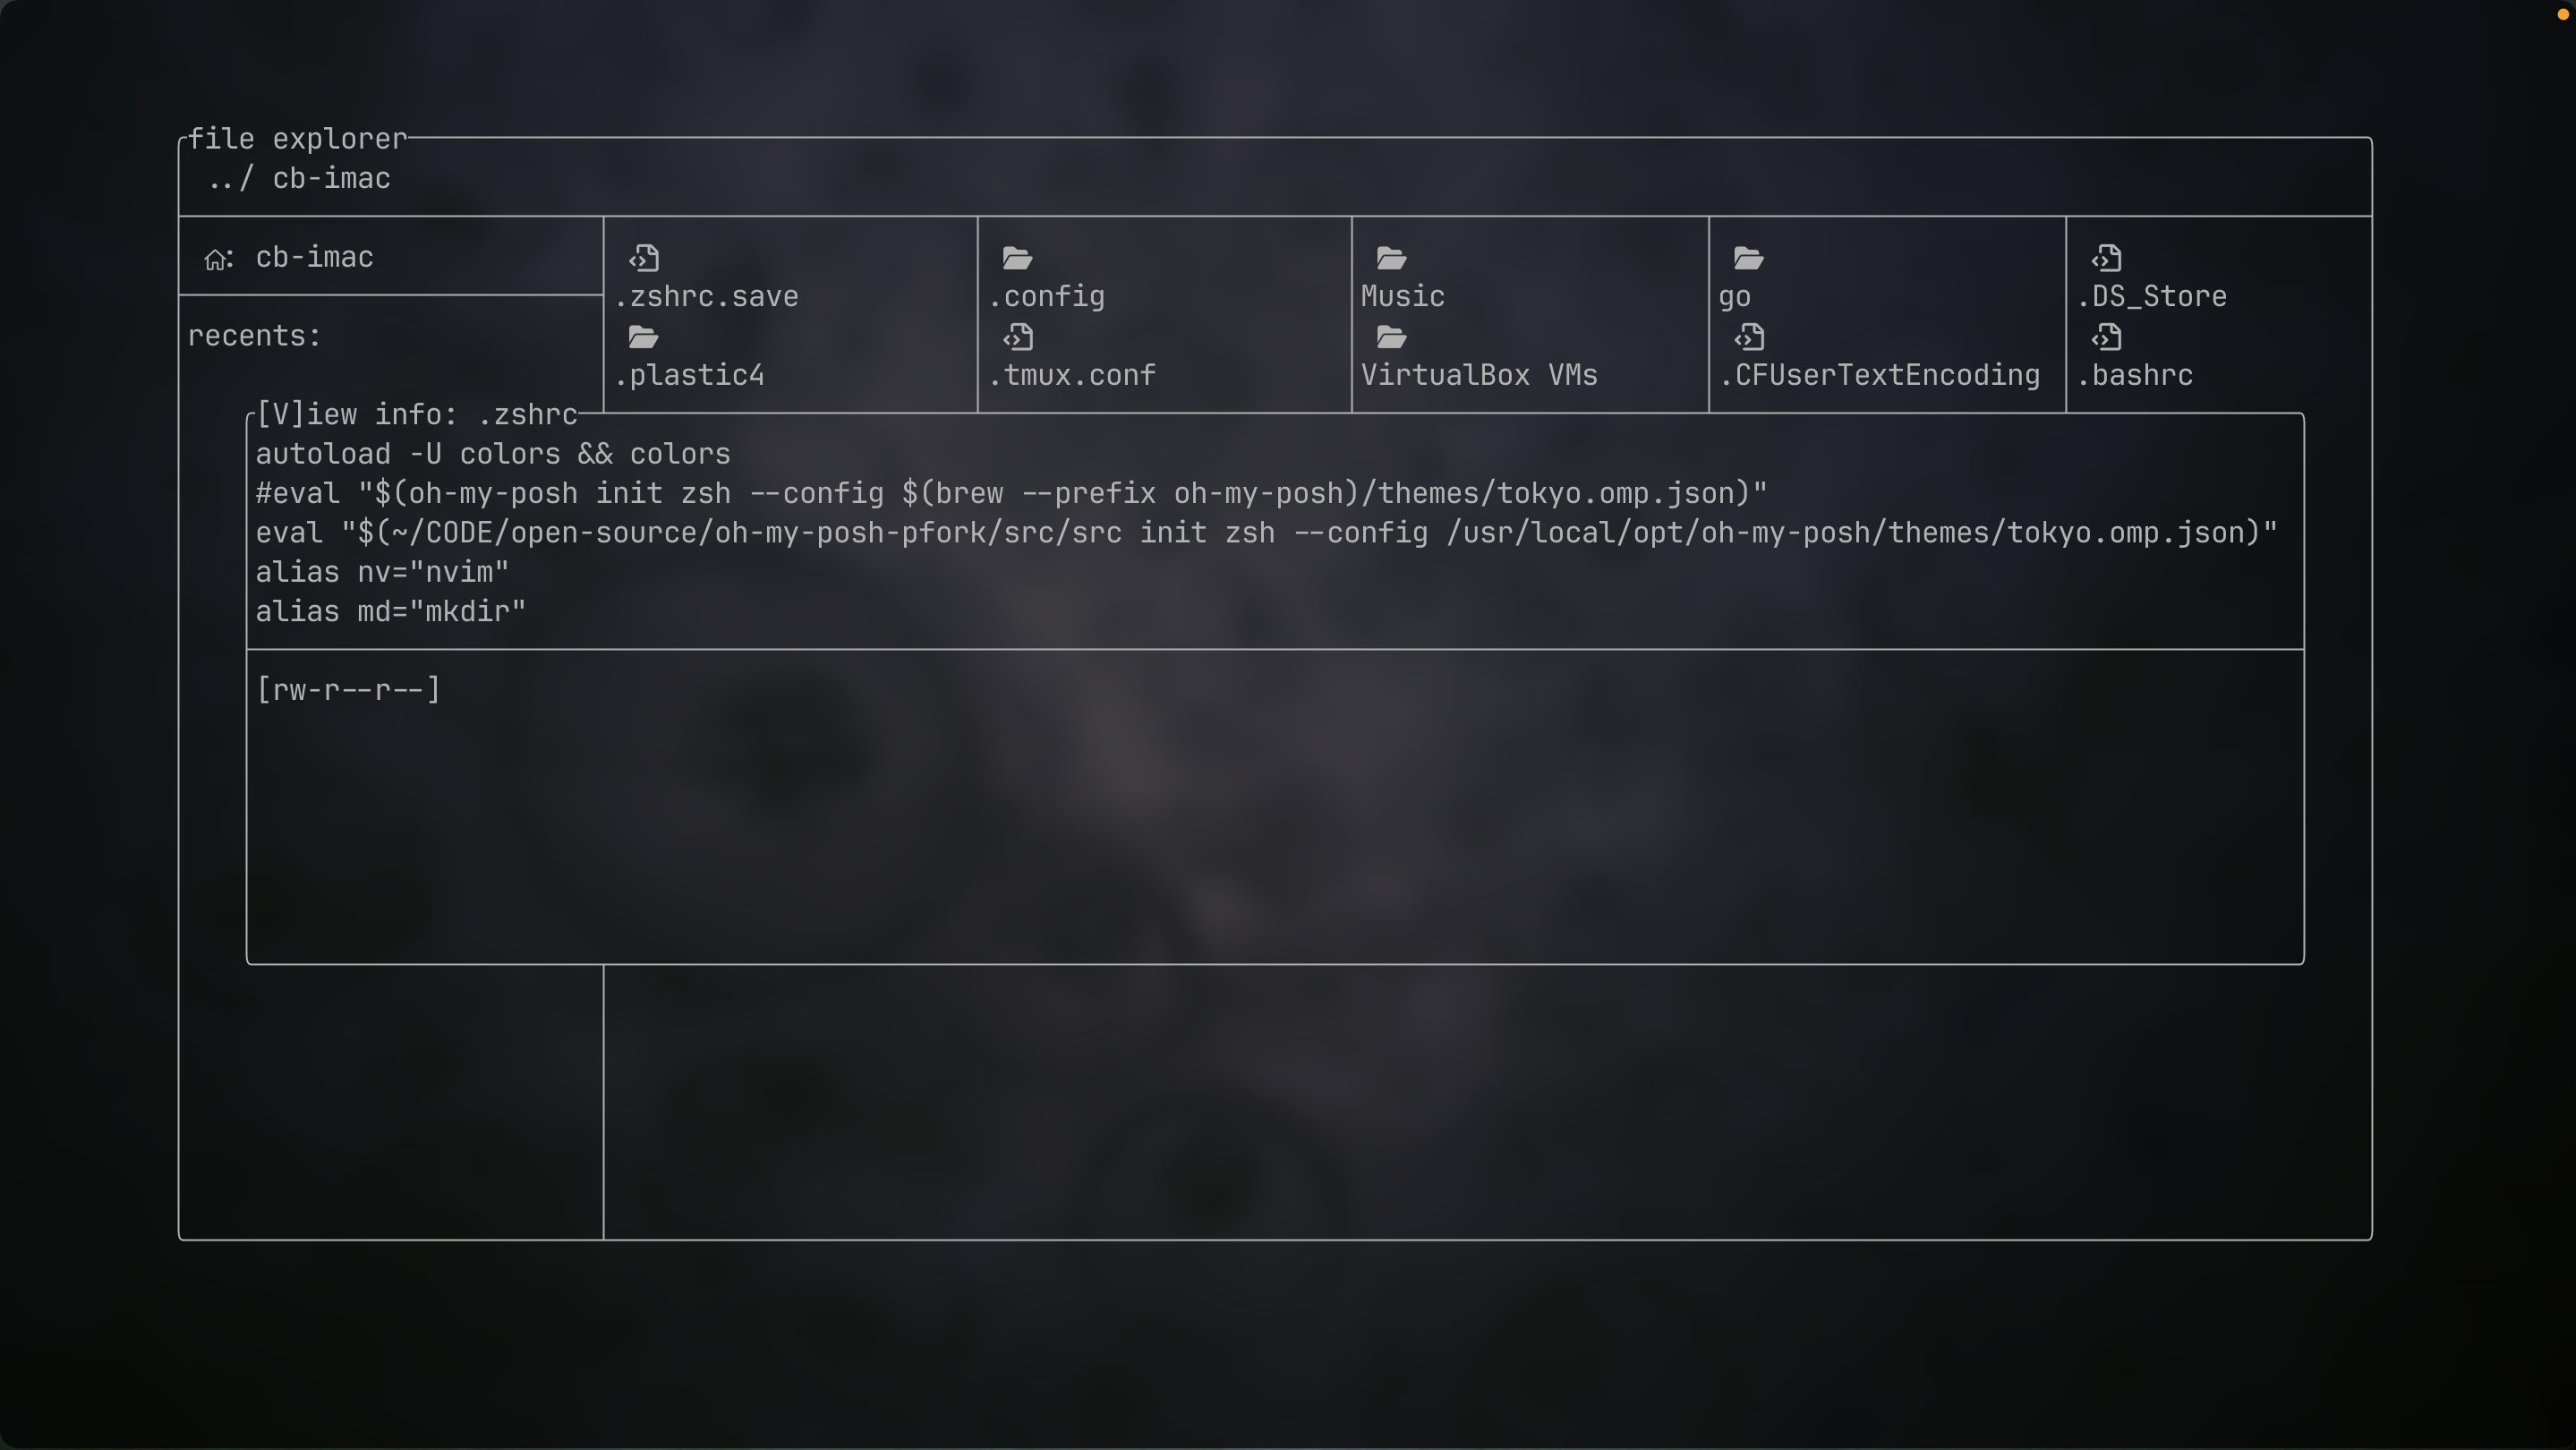 file explorer
../ cb-imac
: cb-imac
.zshrc.save .config Music go .DS_Store
recents:
.plastic4 .tmux.conf VirtualBox VMs .CFUserTextEncoding .bashrc
[V]iew info: .zshrc
autoload -U colors && colors
#eval "$(oh-my-posh init zsh --config $(brew --prefix oh-my-posh)/themes/tokyo.omp.json)"
eval "$(~/CODE/open-source/oh-my-posh-pfork/src/src init zsh --config /usr/local/opt/oh-my-posh/themes/tokyo.omp.json)"
alias nv="nvim"
alias md="mkdir"
[rw-r--r--]